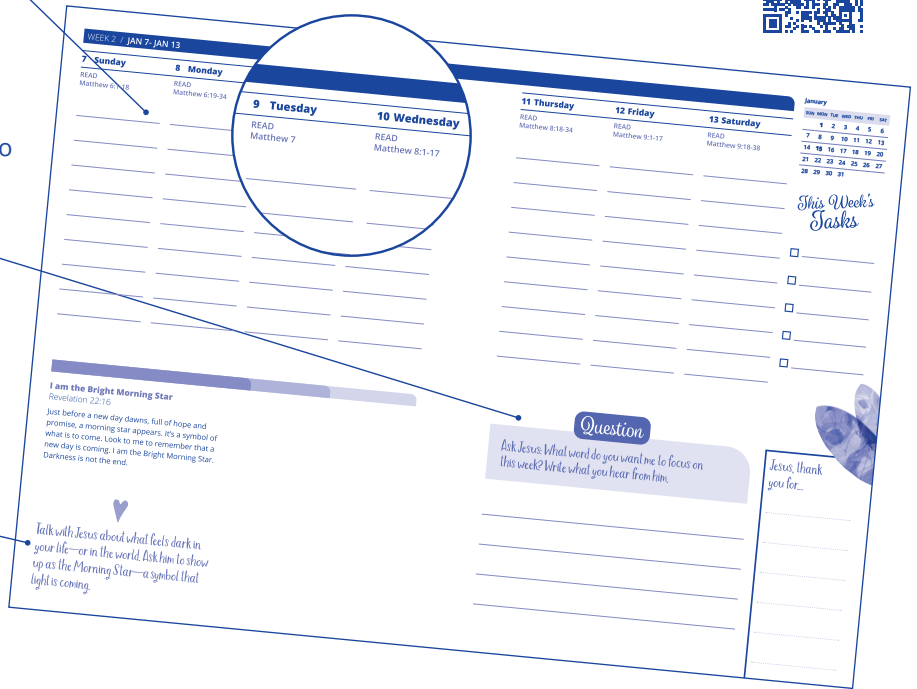 o
WEEK 2 / JAN 7- JAN 13
7 Sunday
READ
Matthew 6:1-18
8 Monday
READ
Matthew 6:19-34
9 Tuesday
READ
Matthew 7
10 Wednesday
READ
Matthew 8:1-17
11 Thursday
READ
Matthew 8:18-34
12 Friday
READ
Matthew 9:1-17
13 Saturday
READ
Matthew 9:18-38
January
SUN MON TUE WED THU FRI SAT
1 2 3 4 5 6
7 8 9 10 11 12 13
14 15 16 17 18 19 20
21 22 23 24 25 26 27
28 29 30 31
This Week's
Tasks
I am the Bright Morning Star
Revelation 22:16
Just before a new day dawns, full of hope and
promise, a morning star appears. It's a symbol of
what is to come. Look to me to remember that a
new day is coming. I am the Bright Morning Star.
Darkness is not the end.
Talk with Jesus about what feels dark in
your life—or in the world. Ask him to show
up as the Morning Star—a symbol that
light is coming.
Question
Ask Jesus: What word do you want me to focus on
this week? Write what you hear from him.
Jesus, thank
you for...